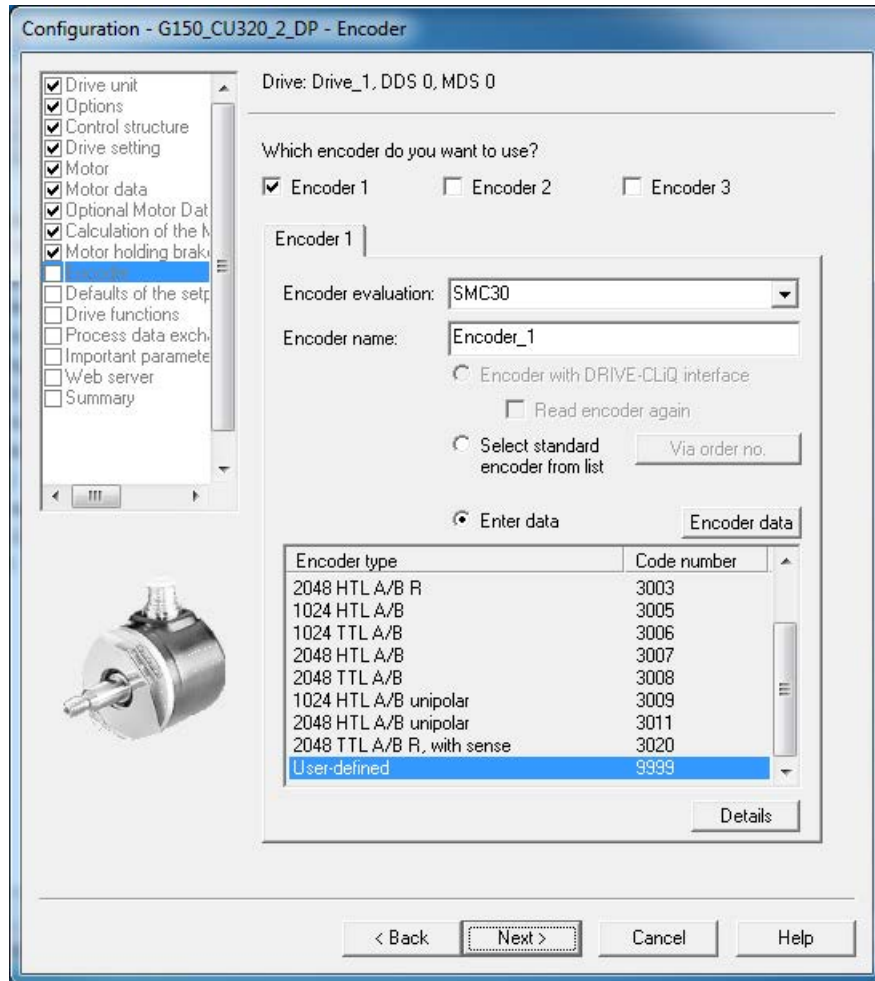 Configuration - G150_CU320_2_DP - Encoder
Drive unit
Options
Control structure
Drive setting
Motor
Motor data
Optional Motor Dat
Calculation of the M
Motor holding brak
Defaults of the setp
Drive functions
Process data exch
Important paramete
Web server
Summary
Drive: Drive_1, DDS 0, MDS 0
Which encoder do you want to use?
Encoder 1 Encoder 2 Encoder 3
Encoder 1
Encoder evaluation: SMC30
Encoder name: Encoder_1
Encoder with DRIVE-CLiQ interface
Read encoder again
Select standard
encoder from list
Via order no.
Enter data Encoder data
Encoder type Code number
2048 HTL A/B R 3003
1024 HTL A/B 3005
1024 TTL A/B 3006
2048 HTL A/B 3007
2048 TTL A/B 3008
1024 HTL A/B unipolar 3009
2048 HTL A/B unipolar 3011
2048 TTL A/B R, with sense 3020
User-defined 9999
Details
< Back Next > Cancel Help